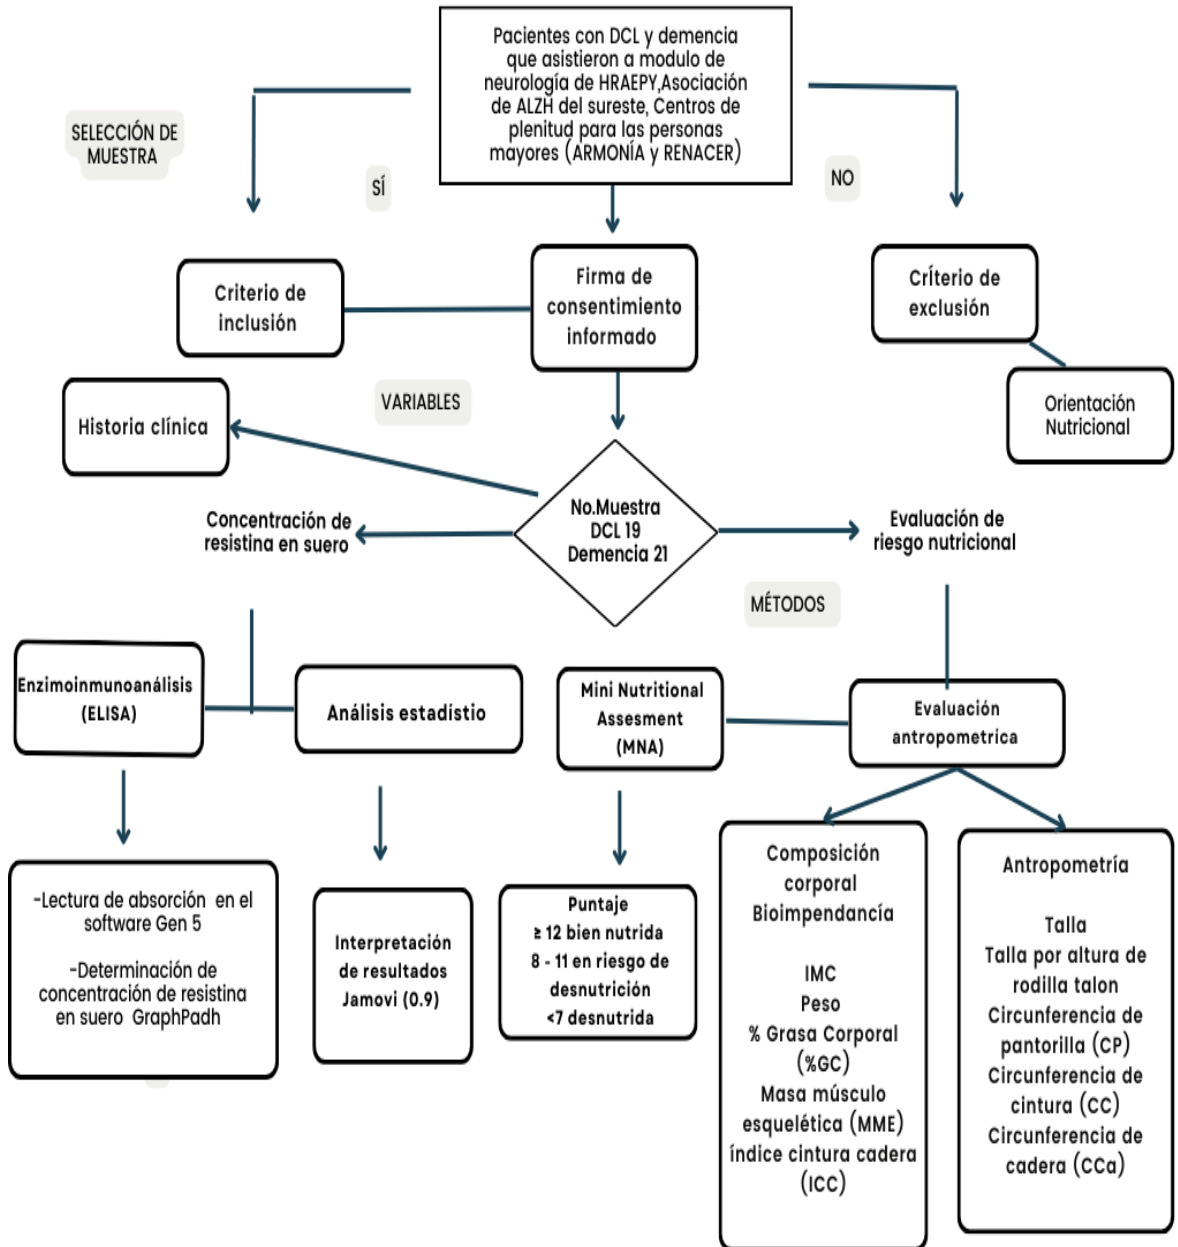 Pacientes con DCL y demencia
que asistieron a modulo de
neurología de HRAEPY,Asociación
de ALZH del sureste, Centros de
plenitud para las personas
mayores (ARMONÍA y RENACER)
SELECCIÓN DE
MUESTRA
SÍ
NO
Criterio de
inclusión
Firma de
consentimiento
informado
CrÍterio de
exclusión
Orientación
Nutricional
Historia clínica
VARIABLES
No.Muestra
DCL 19
Demencia 21
Concentración de
resistina en suero
Evaluación de
riesgo nutricional
MÉTODOS
Enzimoinmunoanálisis
(ELISA)
Análisis estadístio
Mini Nutritional
Assesment
(MNA)
Evaluación
antropometríca
-Lectura de absorción en el
software Gen 5
-Determinación de
concentración de resistina
en suero GraphPadh
Interpretación
de resultados
Jamovi (0.9)
Puntaje
≥ 12 bien nutrida
8 - 11 en riesgo de
desnutrición
<7 desnutrida
Composición
corporal
Bioimpendancía
IMC
Peso
% Grasa Corporal
(%GC)
Masa músculo
esquelética (MME)
índice cintura cadera
(ICC)
Antropometría
Talla
Talla por altura de
rodilla talon
Circunferencia de
pantorilla (CP)
Circunferencia de
cintura (CC)
Circunferencia de
cadera (CCa)